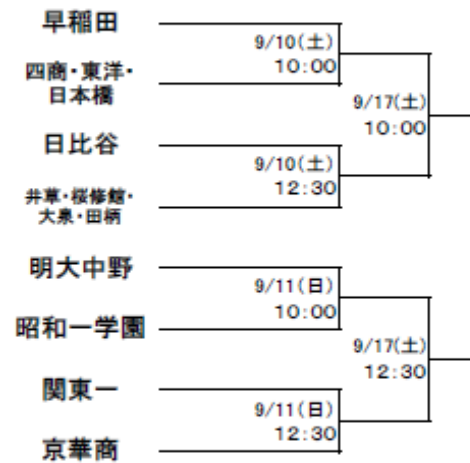 早稲田
9/10(土)
10:00
四商・東洋・
日本橋
9/17(土)
10:00
日比谷
9/10(土)
12:30
井草・桜修館・
大泉・田柄
明大中野
9/11(日)
10:00
昭和一学園
9/17(土)
12:30
関東一
9/11(日)
12:30
京華商